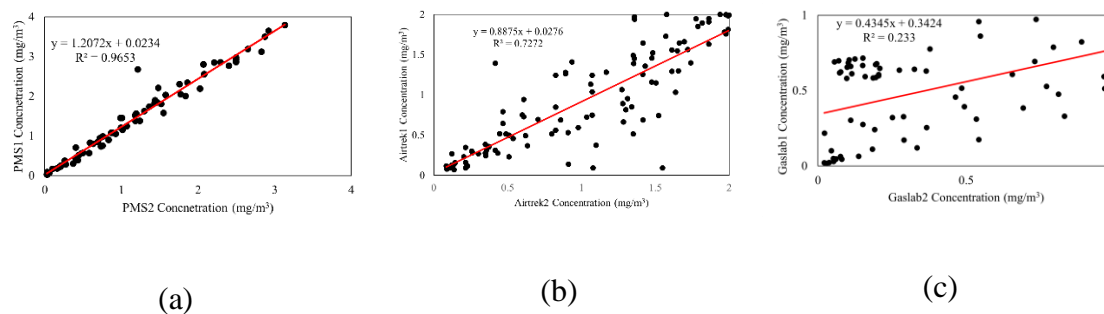 PMS1 Concnetration (mg/m³)
4
3
2
1
0
y = 1.2072x + 0.0234
R² = 0.9653
0
1
2
3
4
PMS2 Concnetration (mg/m³)
(a)
Airtrek1 Concentration (mg/m³)
2
1.5
1
0.5
0
y = 0.8875x + 0.0276
R² = 0.7272
0
0.5
1
1.5
2
Airtrek2 Concentration (mg/m³)
(b)
Gaslab1 Concentration (mg/m³)
1
0.5
0
y = 0.4345x + 0.3424
R² = 0.233
0
0.5
Gaslab2 Concentration (mg/m³)
(c)